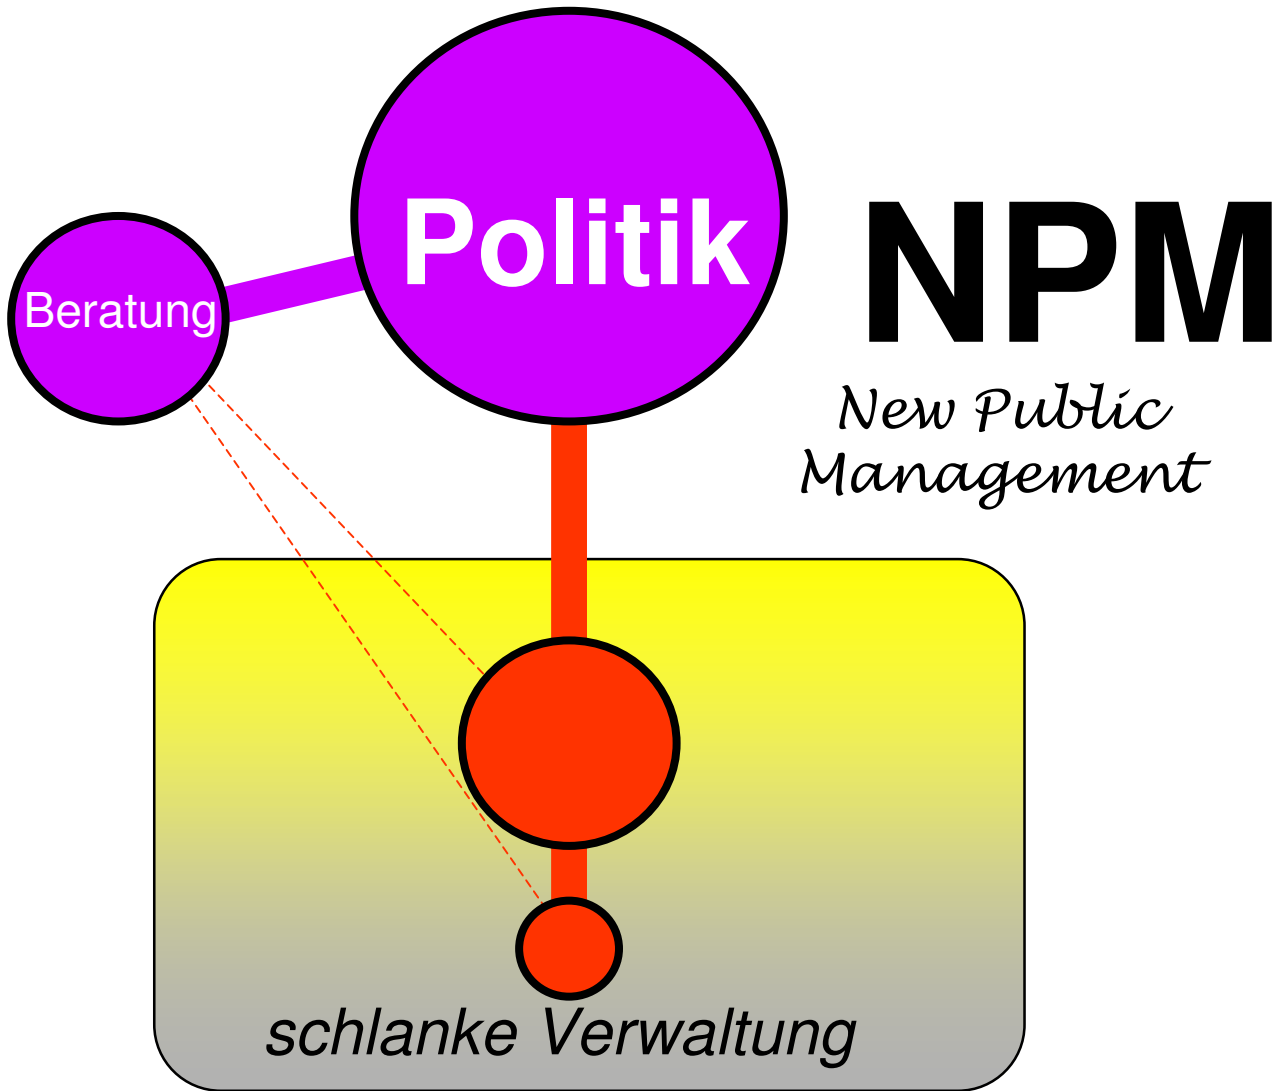 Politik
NPM
Beratung
New Public
Management
schlanke Verwaltung